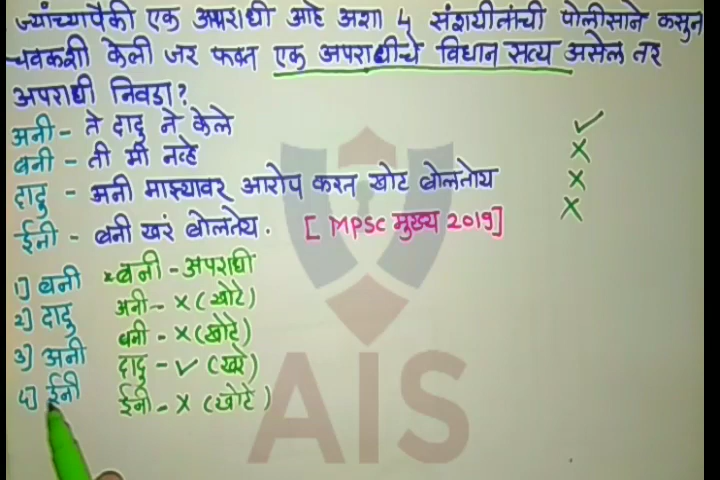 ज्यांच्यापैकी एक अपराधी आहे अशा 4 संशयीतांची पोलीसाने कसुन
चवकशी केली जर फक्त एक अपराधीचे विधान सत्य असेल तर
अपराधी निवडा?
अनी - ते दादु ने केले ✓
बनी - ती मी नव्हे ×
दादु - अनी माझ्यावर आरोप करत खोट बोलतोय ×
ईनी - बनी खरं बोलतेय. [MPSC मुख्य 2019] ×
1] बनी
2] दादु
3] अनी
4] ईनी
* बनी - अपराधी
अनी - × (खोटे)
बनी - × (खोटे)
दादु - ✓ (खरे)
ईनी - × (खोटे)
AIS